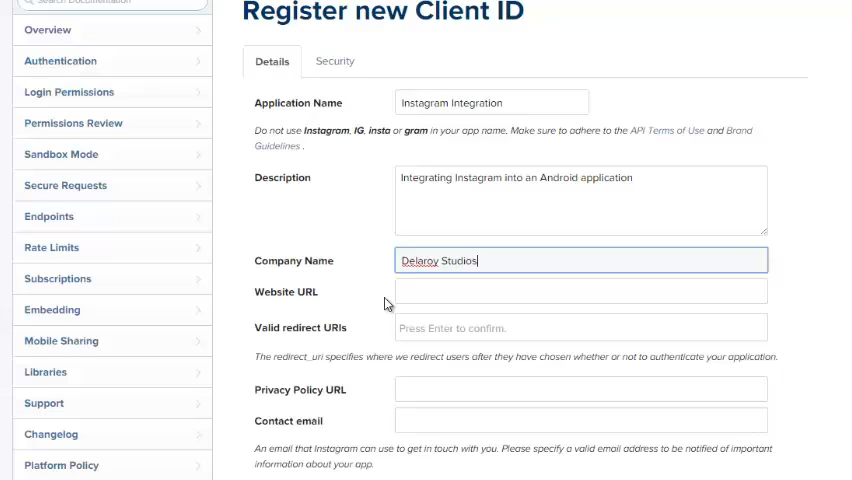 Search Documentation
Register new Client ID
Overview
Authentication
Login Permissions
Permissions Review
Sandbox Mode
Secure Requests
Endpoints
Rate Limits
Subscriptions
Embedding
Mobile Sharing
Libraries
Support
Changelog
Platform Policy
Details
Security
Application Name
Instagram Integration
Do not use Instagram, IG, insta or gram in your app name. Make sure to adhere to the API Terms of Use and Brand
Guidelines .
Description
Integrating Instagram into an Android application
Company Name
Delaroy Studios
Website URL
Valid redirect URIs
Press Enter to confirm.
The redirect_uri specifies where we redirect users after they have chosen whether or not to authenticate your application.
Privacy Policy URL
Contact email
An email that Instagram can use to get in touch with you. Please specify a valid email address to be notified of important
information about your app.